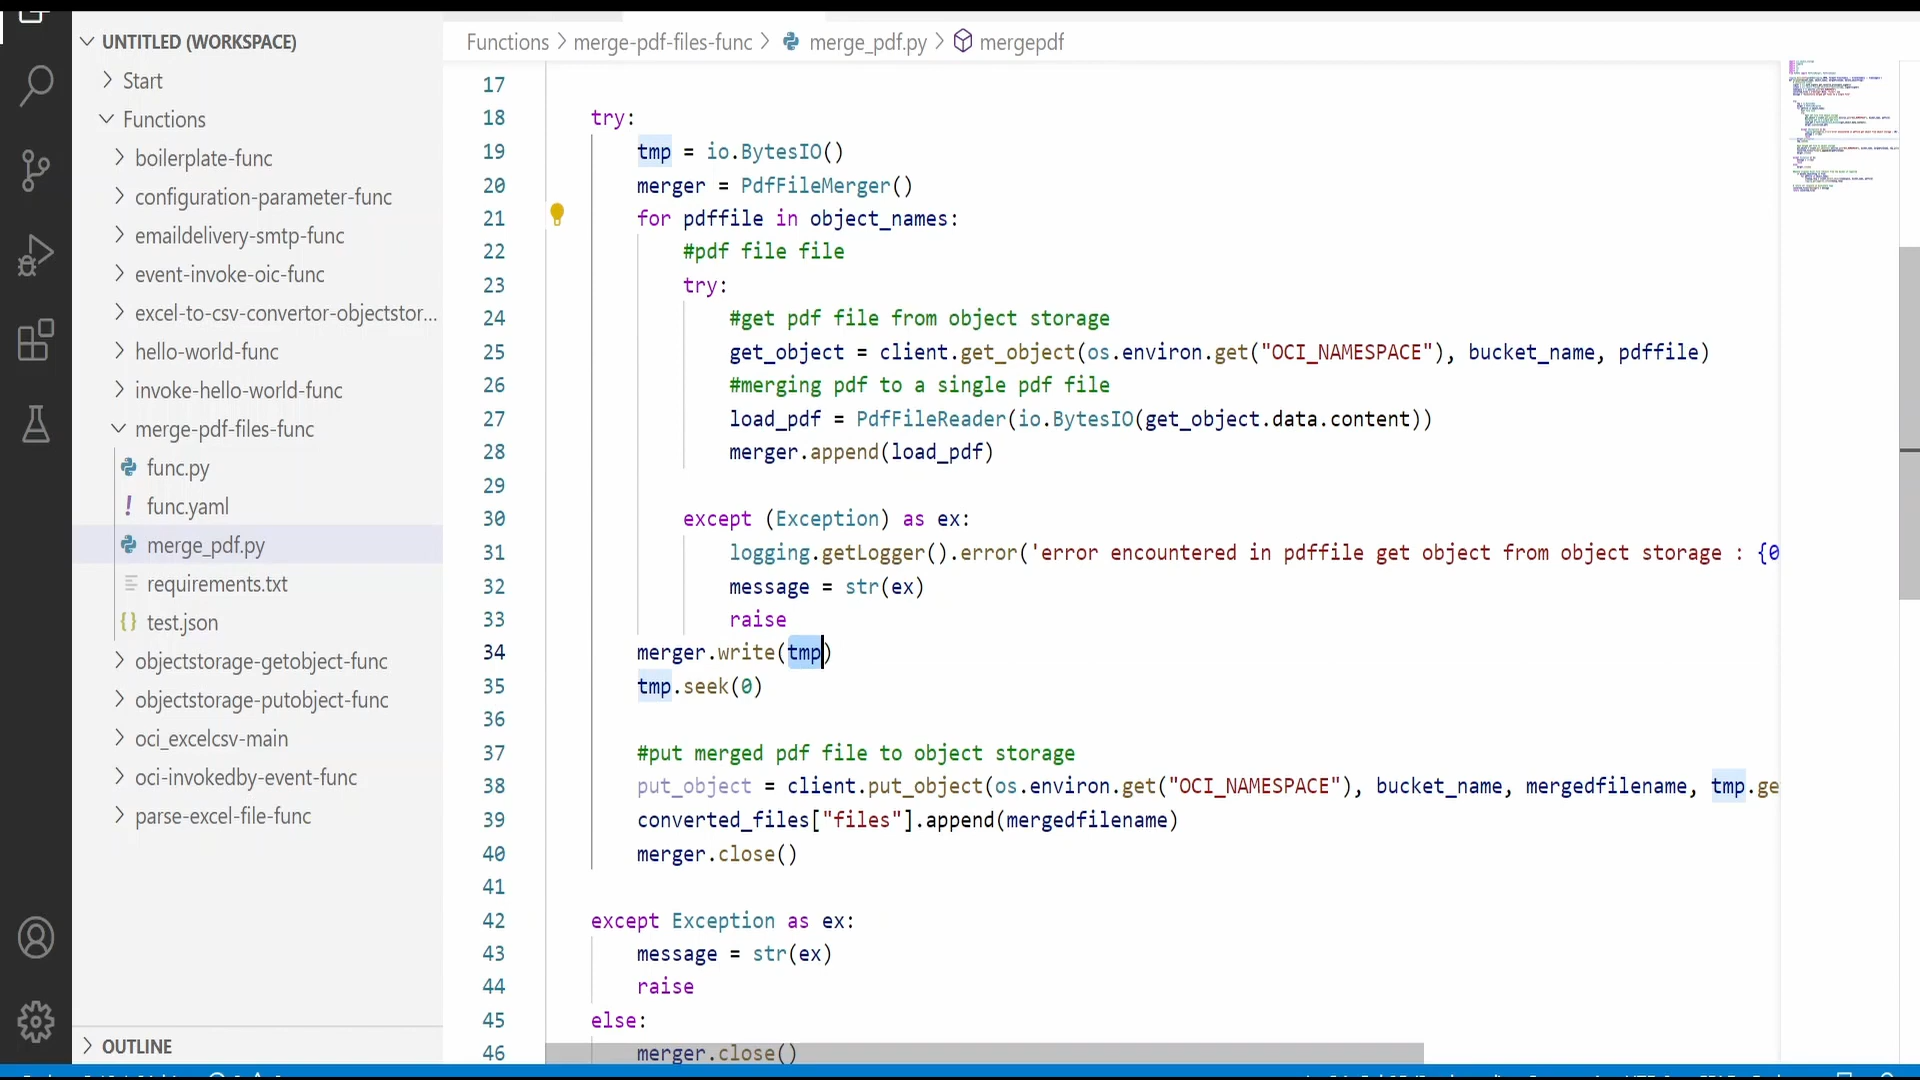 UNTITLED (WORKSPACE)
Start
Functions
boilerplate-func
configuration-parameter-func
emaildelivery-smtp-func
event-invoke-oic-func
excel-to-csv-convertor-objectstor...
hello-world-func
invoke-hello-world-func
merge-pdf-files-func
func.py
! func.yaml
merge_pdf.py
requirements.txt
{} test.json
objectstorage-getobject-func
objectstorage-putobject-func
oci_excelcsv-main
oci-invokedby-event-func
parse-excel-file-func
OUTLINE
Functions > merge-pdf-files-func > merge_pdf.py > mergepdf
17
18 try:
19 tmp = io.BytesIO()
20 merger = PdfFileMerger()
21 for pdffile in object_names:
22 #pdf file file
23 try:
24 #get pdf file from object storage
25 get_object = client.get_object(os.environ.get("OCI_NAMESPACE"), bucket_name, pdffile)
26 #merging pdf to a single pdf file
27 load_pdf = PdfFileReader(io.BytesIO(get_object.data.content))
28 merger.append(load_pdf)
29
30 except (Exception) as ex:
31 logging.getLogger().error('error encountered in pdffile get object from object storage : {0
32 message = str(ex)
33 raise
34 merger.write(tmp)
35 tmp.seek(0)
36
37 #put merged pdf file to object storage
38 put_object = client.put_object(os.environ.get("OCI_NAMESPACE"), bucket_name, mergedfilename, tmp.ge
39 converted_files["files"].append(mergedfilename)
40 merger.close()
41
42 except Exception as ex:
43 message = str(ex)
44 raise
45 else:
46 merger.close()